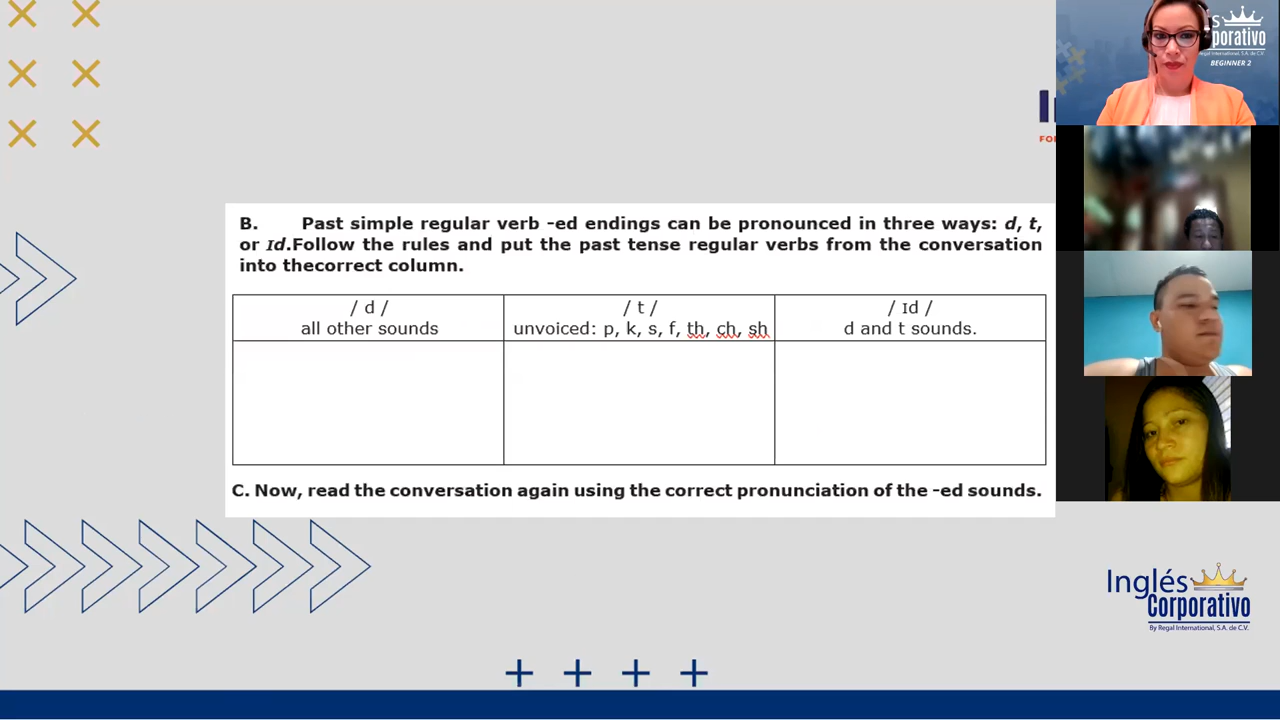 B. Past simple regular verb -ed endings can be pronounced in three ways: d, t,
or ɪd.Follow the rules and put the past tense regular verbs from the conversation
into thecorrect column.
/ d /
all other sounds
/ t /
unvoiced: p, k, s, f, th, ch, sh
/ ɪd /
d and t sounds.
C. Now, read the conversation again using the correct pronunciation of the -ed sounds.
BEGINNER 2
Inglés
Corporativo
By Regal International, S.A. de C.V.